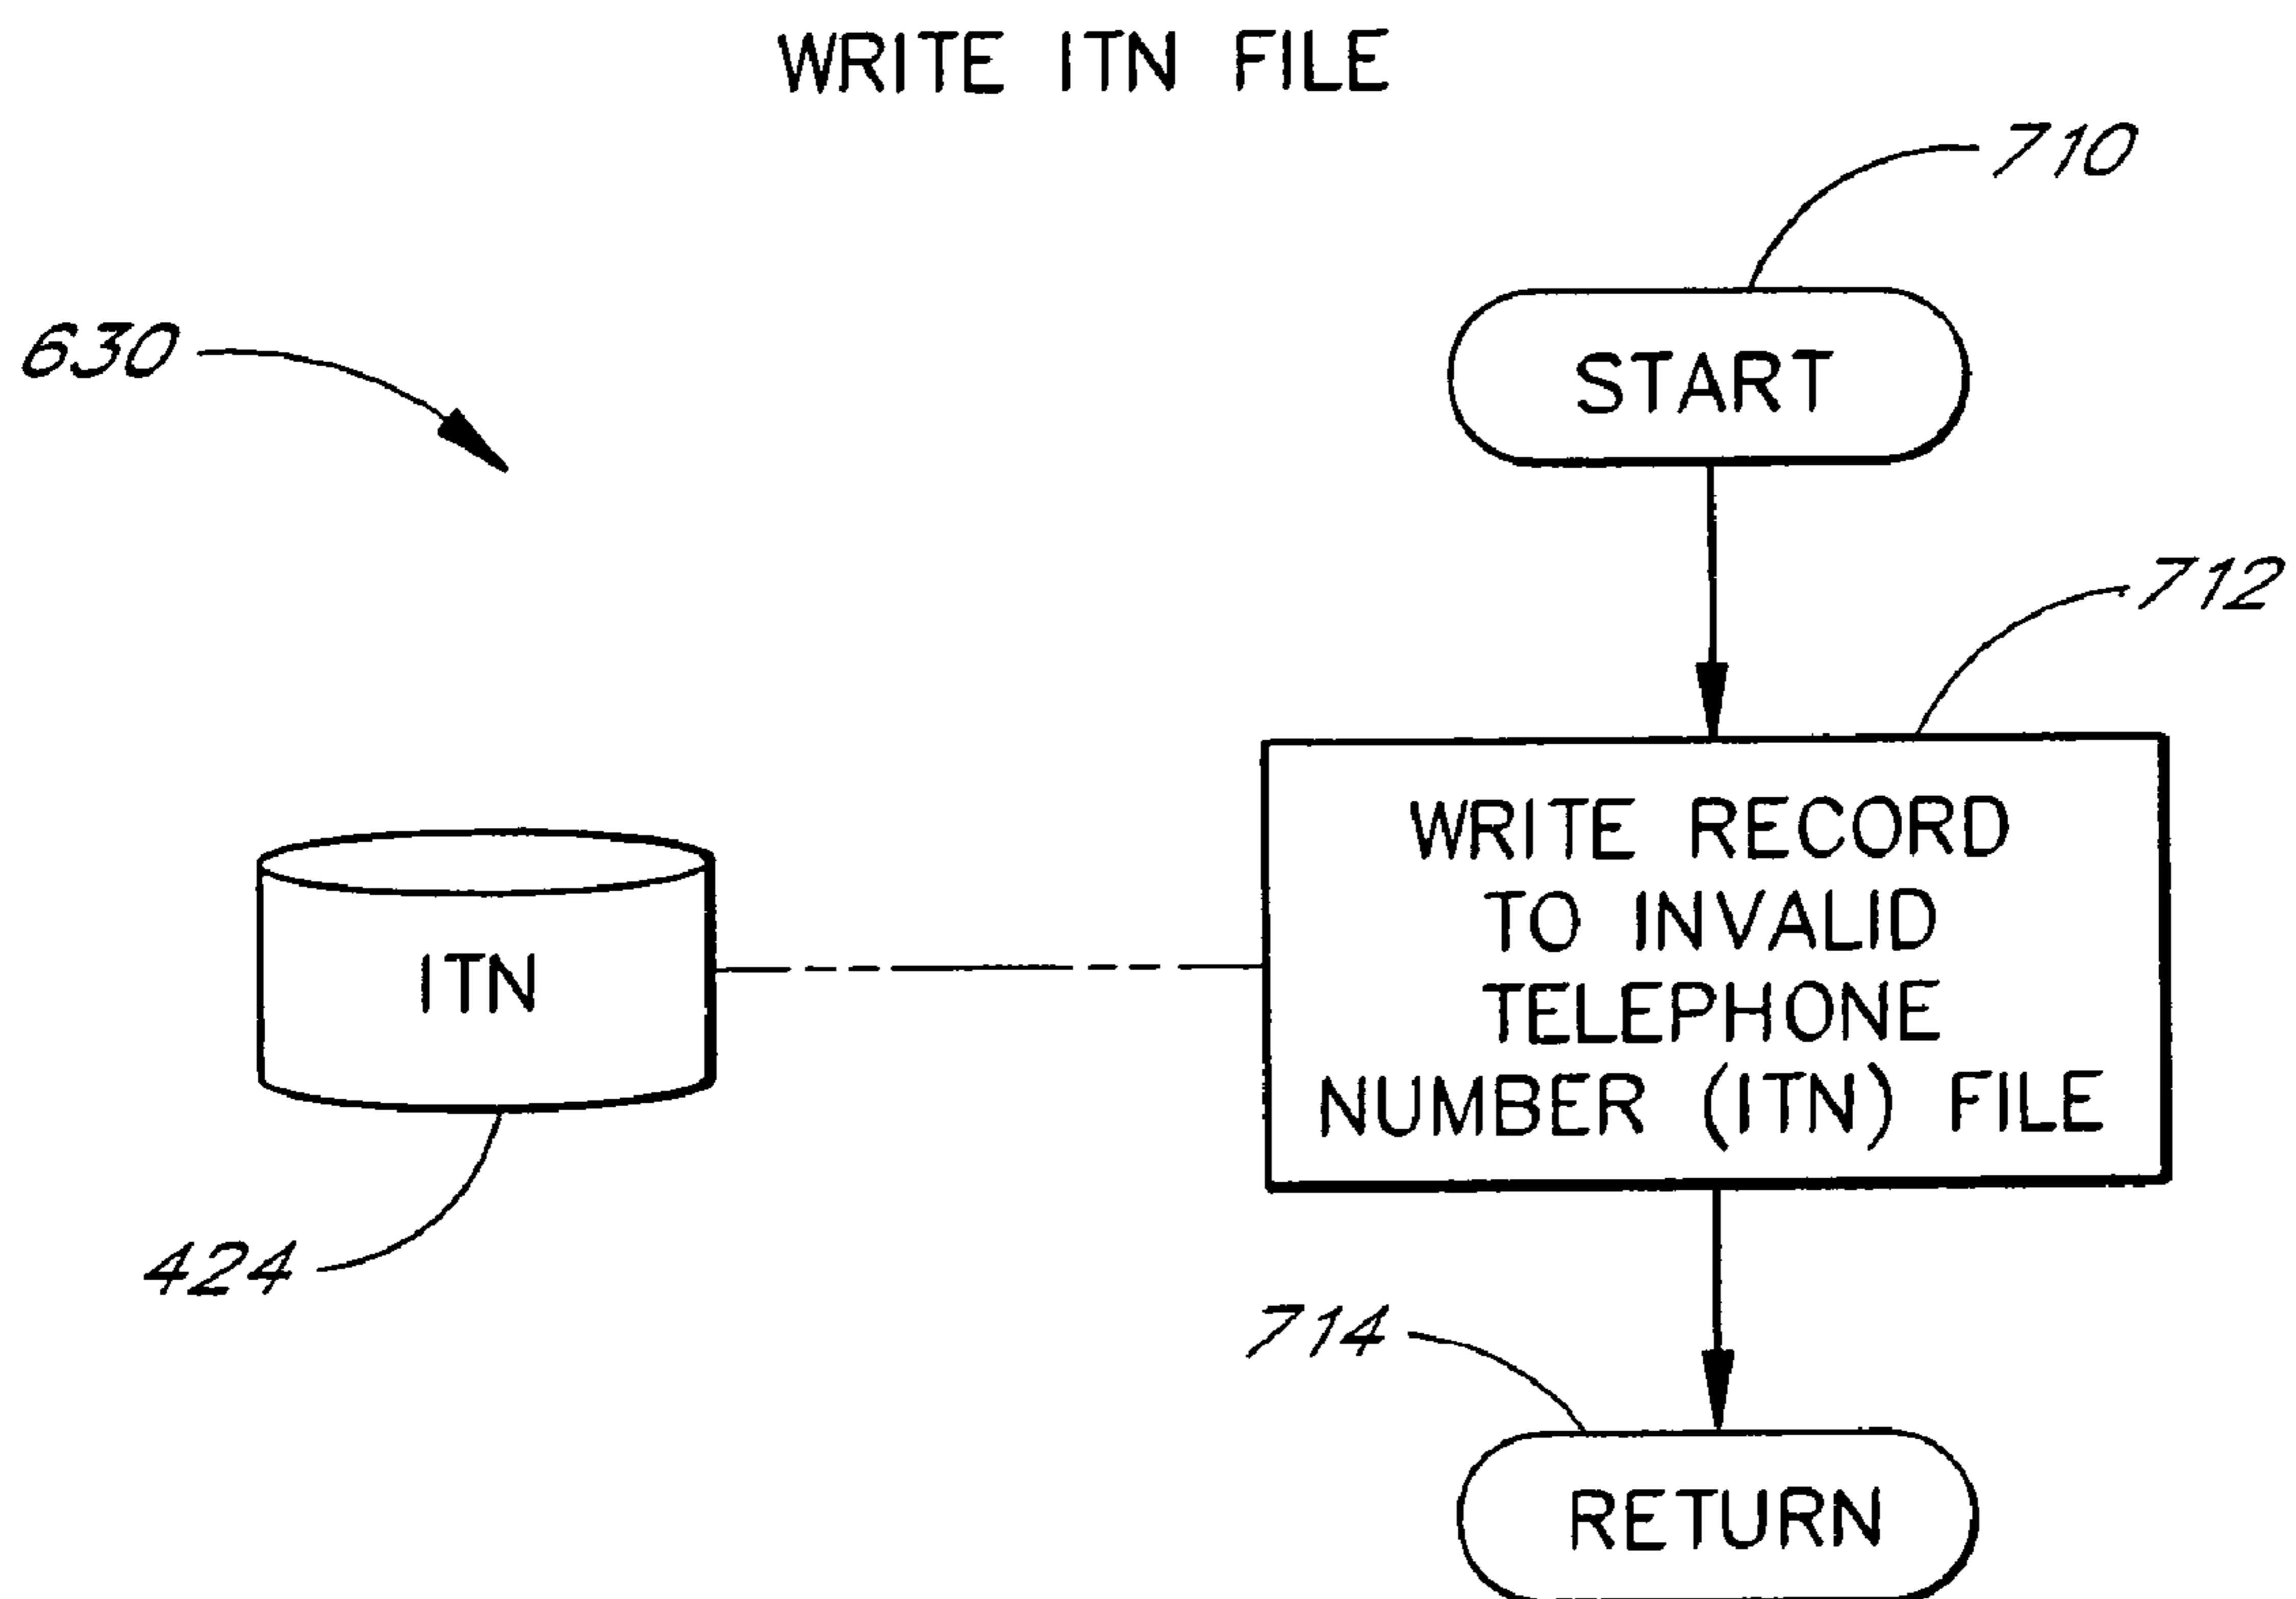 WRITE ITN FILE
710
630
START
712
WRITE RECORD
TO INVALID
TELEPHONE
NUMBER (ITN) FILE
ITN
424
714
RETURN